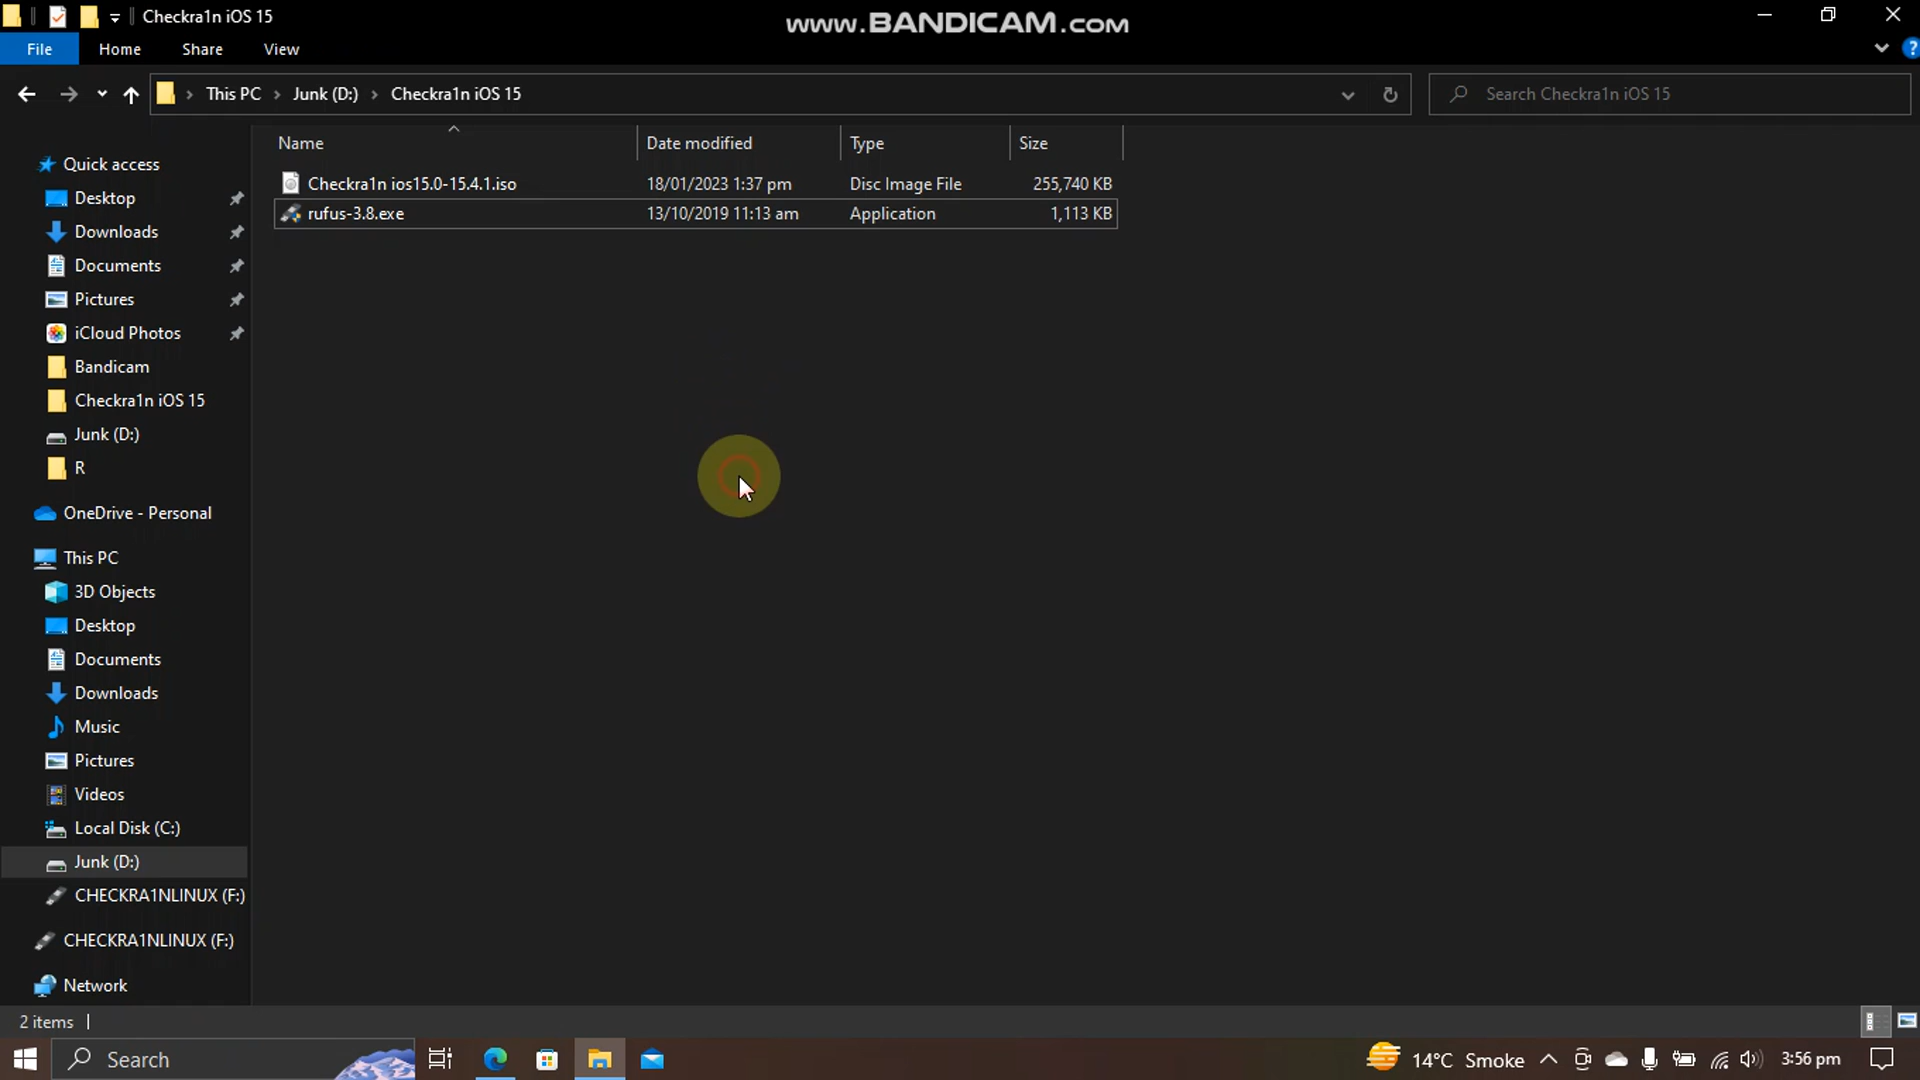 Checkra1n iOS 15
www.BANDICAM.com
File Home Share View
This PC Junk (D:) Checkra1n iOS 15
Search Checkra1n iOS 15
Name Date modified Type Size
Checkra1n ios15.0-15.4.1.iso 18/01/2023 1:37 pm Disc Image File 255,740 KB
rufus-3.8.exe 13/10/2019 11:13 am Application 1,113 KB
Quick access
Desktop
Downloads
Documents
Pictures
iCloud Photos
Bandicam
Checkra1n iOS 15
Junk (D:)
R
OneDrive - Personal
This PC
3D Objects
Desktop
Documents
Downloads
Music
Pictures
Videos
Local Disk (C:)
Junk (D:)
CHECKRA1NLINUX (F:)
CHECKRA1NLINUX (F:)
Network
2 items
Search
14°C Smoke
3:56 pm